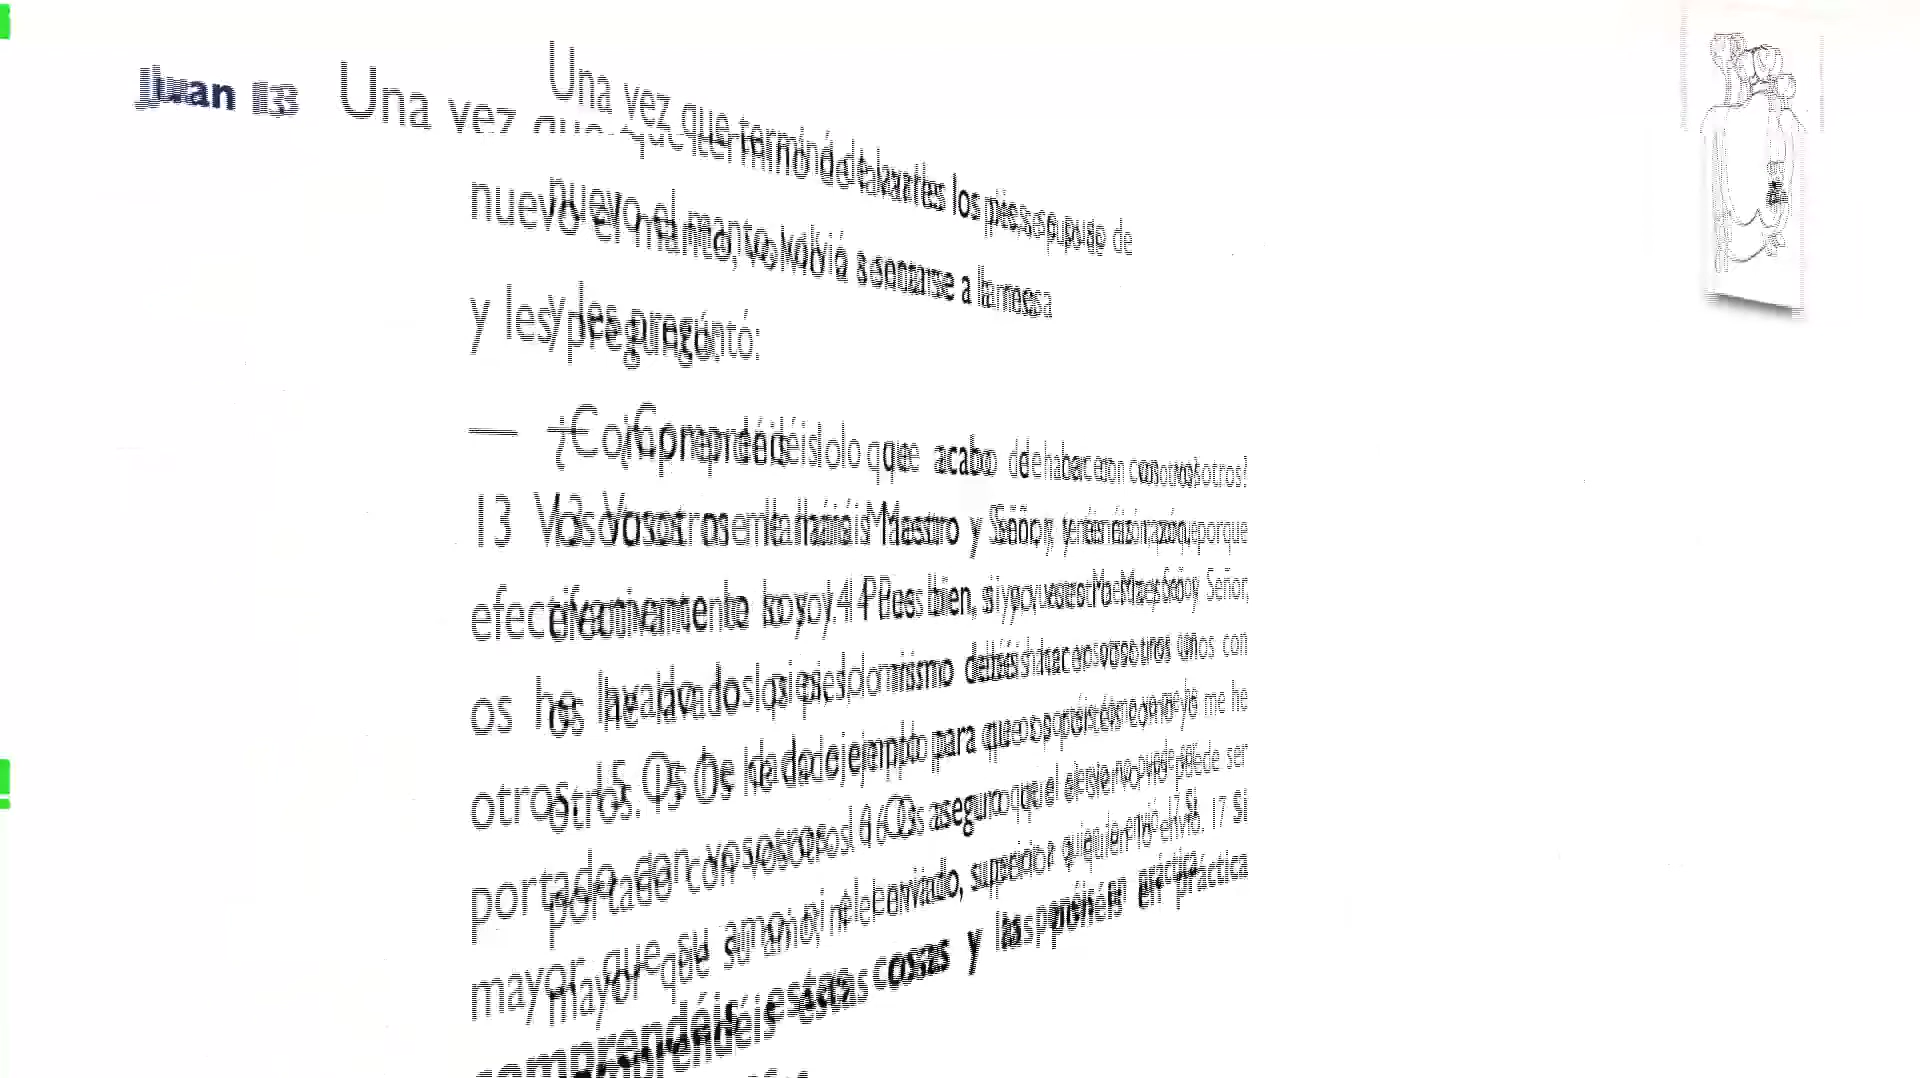 Juan 13
Una vez que terminó de lavarles los pies se puso de
nuevo el manto, volvió a sentarse a la mesa
y les preguntó:
— ¿Comprendéis lo que acabo de hacer con vosotros?
13 Vosotros me llamáis Maestro y Señor, y tenéis razón, porque
efectivamente lo soy. 14 Pues bien, si yo, vuestro Maestro y Señor,
os he lavado los pies, lo mismo debéis hacer vosotros unos con
otros. 15 Os he dado ejemplo para que os portéis como yo me he
portado con vosotros. 16 Os aseguro que el siervo no puede ser
mayor que su amo; ni el enviado, superior a quien lo envió. 17 Si
comprendéis estas cosas y las ponéis en práctica